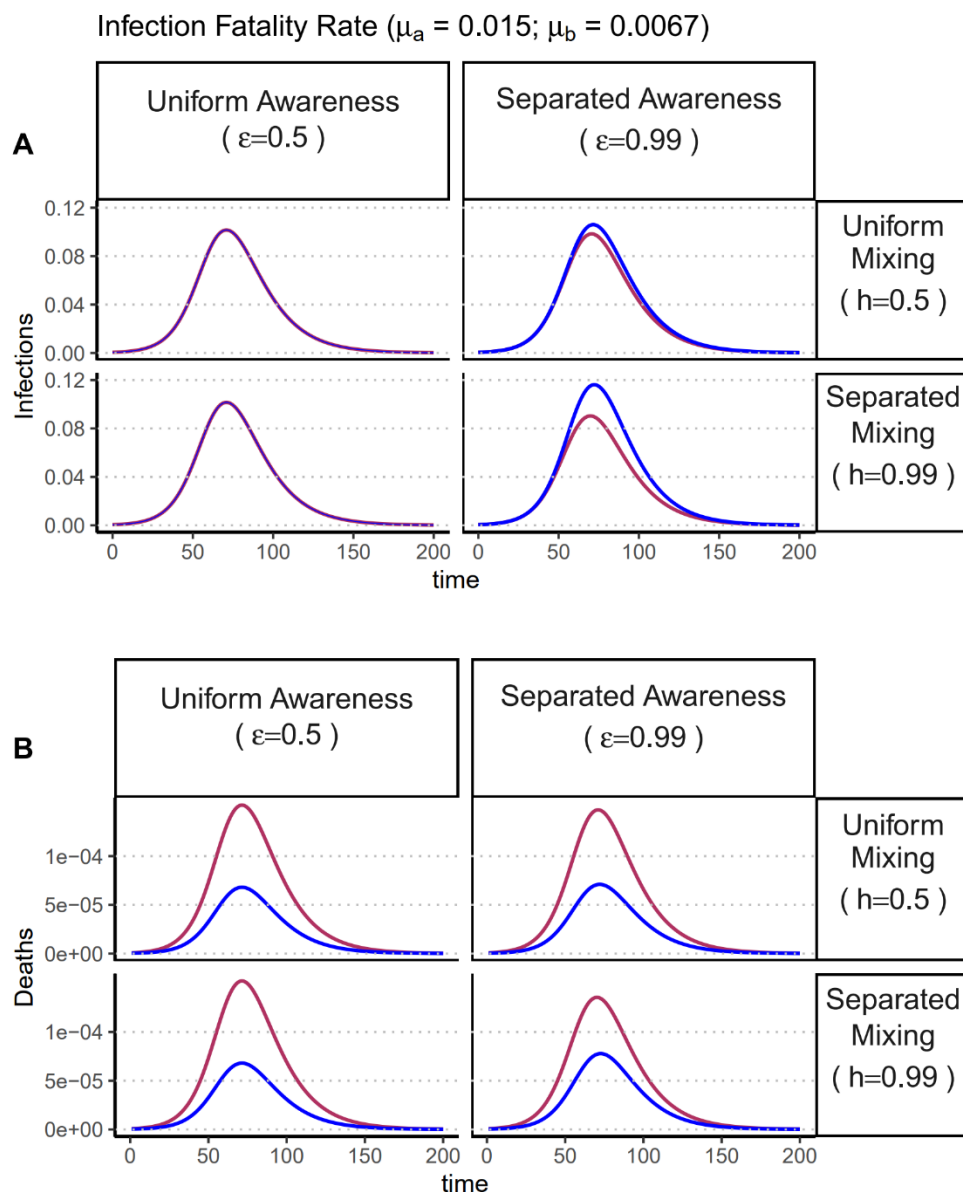 Infection Fatality Rate (μa = 0.015; μb = 0.0067)
A
Uniform Awareness
( ε=0.5 )
Separated Awareness
( ε=0.99 )
Infections
0.12
0.08
0.04
0.00
Uniform
Mixing
( h=0.5 )
0.12
0.08
0.04
0.00
Separated
Mixing
( h=0.99 )
0 50 100 150 200
0 50 100 150 200
time
B
Uniform Awareness
( ε=0.5 )
Separated Awareness
( ε=0.99 )
Deaths
1e−04
5e−05
0e+00
Uniform
Mixing
( h=0.5 )
1e−04
5e−05
0e+00
Separated
Mixing
( h=0.99 )
0 50 100 150 200
0 50 100 150 200
time